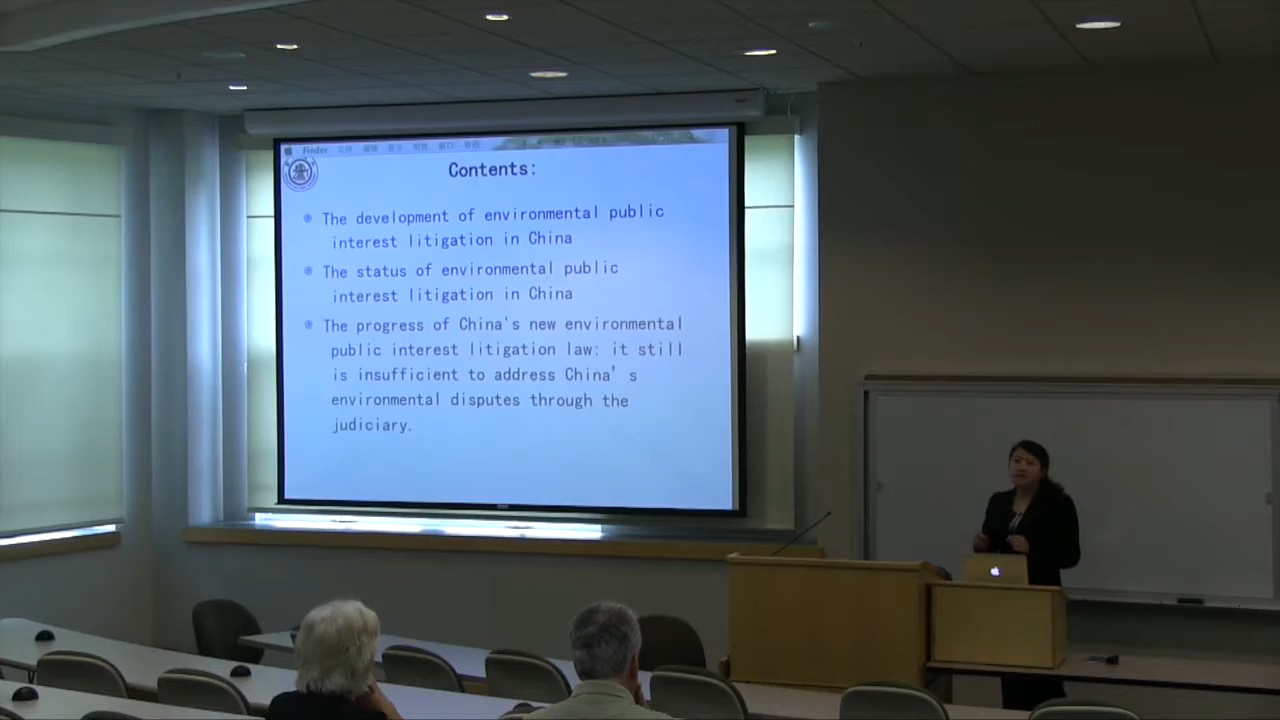 Finder
Contents:
The development of environmental public
interest litigation in China
The status of environmental public
interest litigation in China
The progress of China's new environmental
public interest litigation law: it still
is insufficient to address China's
environmental disputes through the
judiciary.